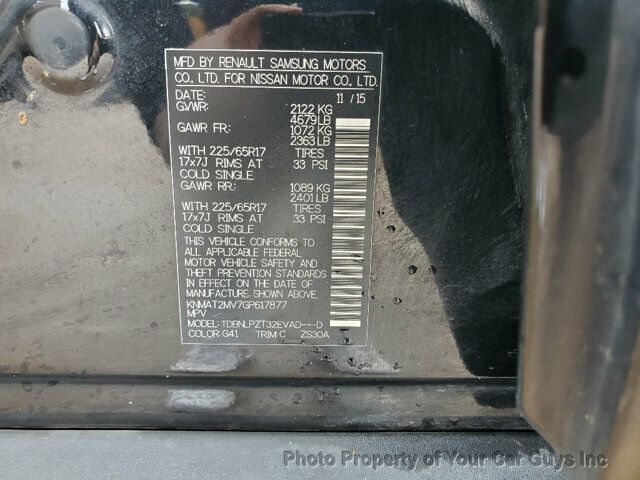 MFD BY RENAULT SAMSUNG MOTORS
CO., LTD. FOR NISSAN MOTOR CO., LTD
DATE: 11 / 15
GVWR: 2122 KG
4679 LB
GAWR FR: 1072 KG
2363 LB
WITH 225/65R17 TIRES
17x7J RIMS AT 33 PSI
COLD SINGLE
GAWR RR: 1089 KG
2401 LB
WITH 225/65R17 TIRES
17x7J RIMS AT 33 PSI
COLD SINGLE
THIS VEHICLE CONFORMS TO
ALL APPLICABLE FEDERAL
MOTOR VEHICLE SAFETY AND
THEFT PREVENTION STANDARDS
IN EFFECT ON THE DATE OF
MANUFACTURE SHOWN ABOVE.
KNMAT2MV7GP617877
MPV
MODEL: TDBNLPZT32EVAD---D
COLOR: G41 TRIM: C ZS30A
Photo Property of Your Car Guys Inc